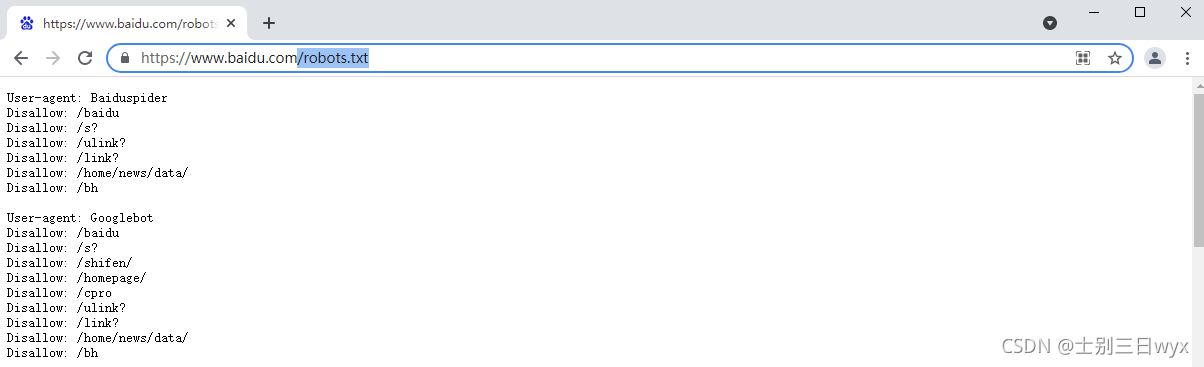 https://www.baidu.com/robots
https://www.baidu.com/robots.txt
User-agent: Baiduspider
Disallow: /baidu
Disallow: /s?
Disallow: /ulink?
Disallow: /link?
Disallow: /home/news/data/
Disallow: /bh
User-agent: Googlebot
Disallow: /baidu
Disallow: /s?
Disallow: /shifen/
Disallow: /homepage/
Disallow: /cpro
Disallow: /ulink?
Disallow: /link?
Disallow: /home/news/data/
Disallow: /bh
CSDN @士别三日wyx